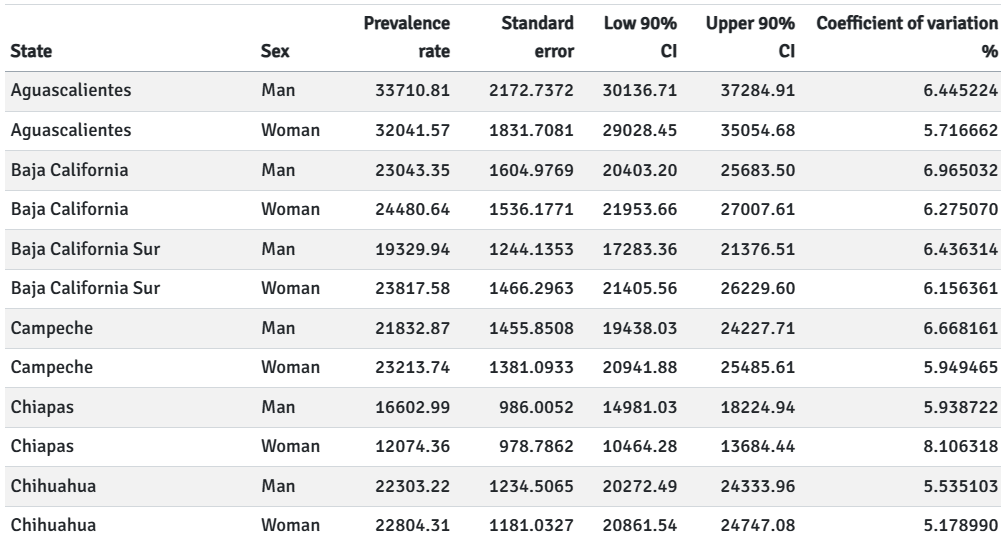 Prevalence Standard Low 90% Upper 90% Coefficient of variation
State Sex rate error CI CI %
Aguascalientes Man 33710.81 2172.7372 30136.71 37284.91 6.445224
Aguascalientes Woman 32041.57 1831.7081 29028.45 35054.68 5.716662
Baja California Man 23043.35 1604.9769 20403.20 25683.50 6.965032
Baja California Woman 24480.64 1536.1771 21953.66 27007.61 6.275070
Baja California Sur Man 19329.94 1244.1353 17283.36 21376.51 6.436314
Baja California Sur Woman 23817.58 1466.2963 21405.56 26229.60 6.156361
Campeche Man 21832.87 1455.8508 19438.03 24227.71 6.668161
Campeche Woman 23213.74 1381.0933 20941.88 25485.61 5.949465
Chiapas Man 16602.99 986.0052 14981.03 18224.94 5.938722
Chiapas Woman 12074.36 978.7862 10464.28 13684.44 8.106318
Chihuahua Man 22303.22 1234.5065 20272.49 24333.96 5.535103
Chihuahua Woman 22804.31 1181.0327 20861.54 24747.08 5.178990